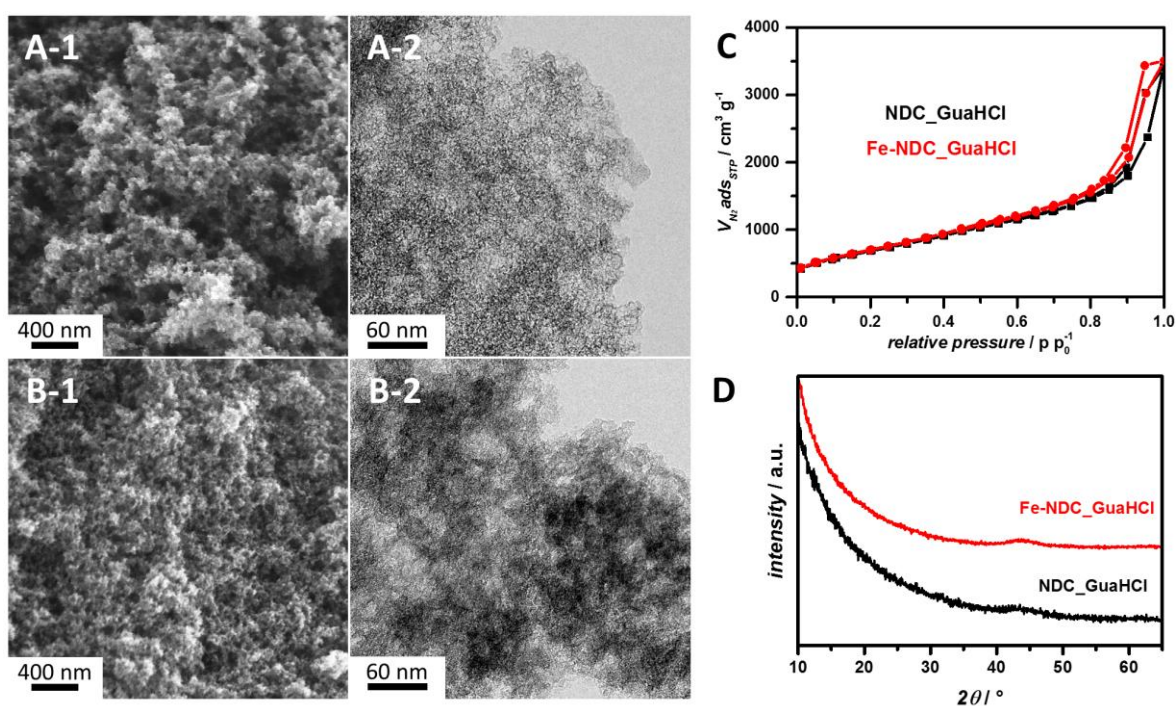 A-1
400 nm
A-2
60 nm
B-1
400 nm
B-2
60 nm
C
4000
3000
2000
1000
0
V_N₂ ads_STP / cm³ g⁻¹
NDC_GuaHCl
Fe-NDC_GuaHCl
0.0 0.2 0.4 0.6 0.8 1.0
relative pressure / p p₀⁻¹
D
intensity / a.u.
Fe-NDC_GuaHCl
NDC_GuaHCl
10 20 30 40 50 60
2θ / °